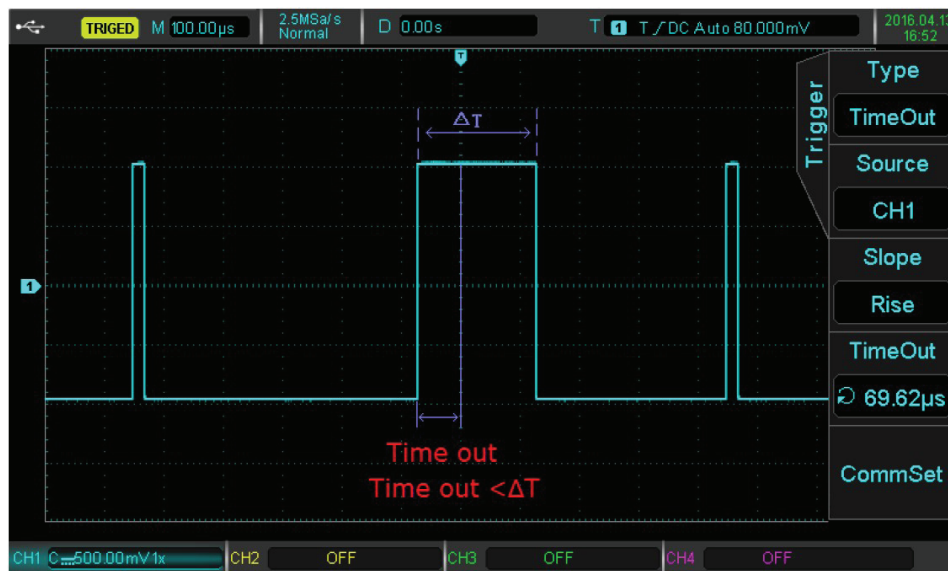 TRIGED M 100.00μs 2.5MSa/s Normal D 0.00s T 1 T DC Auto 80.000mV 2016.04.13 16:52
T
Trigger
Type
TimeOut
Source
CH1
Slope
Rise
TimeOut
69.62μs
CommSet
ΔT
1
Time out
Time out <ΔT
CH1 C 500.00mV 1x CH2 OFF CH3 OFF CH4 OFF